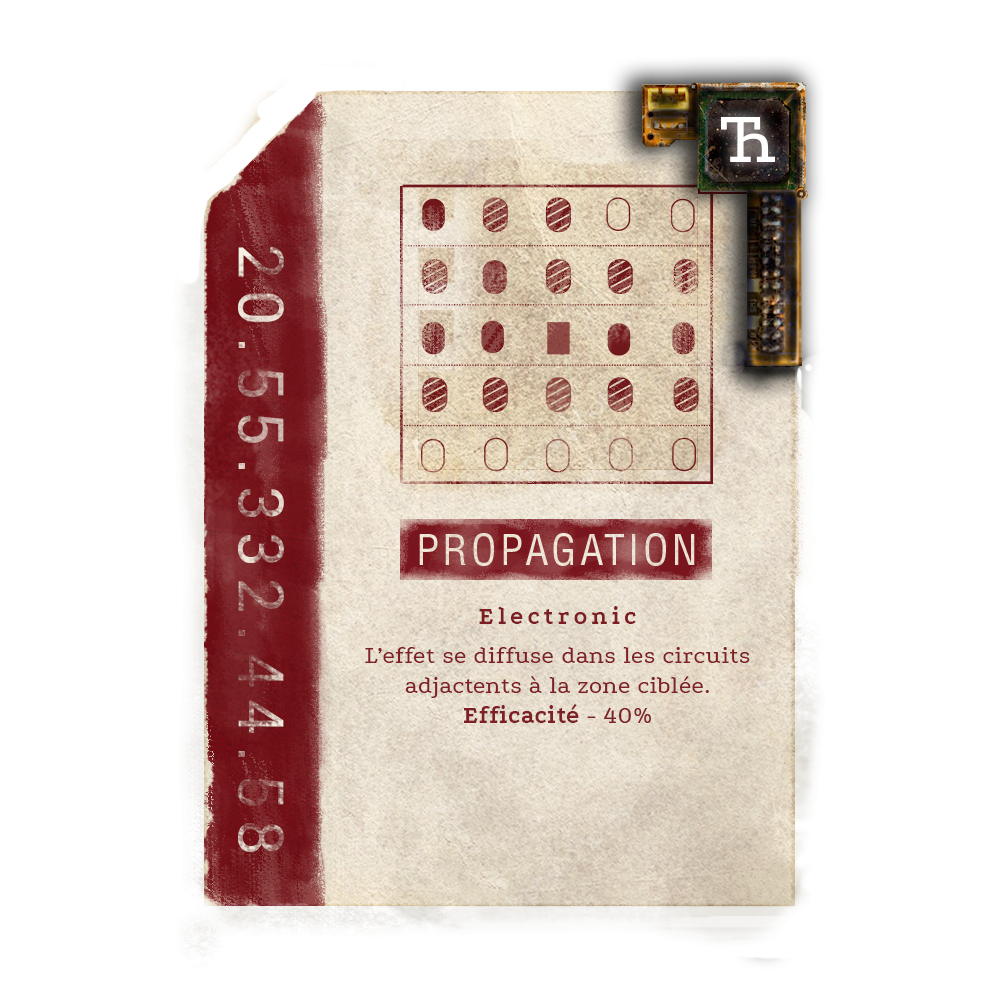 Ћ
20.55.332.44.58
PROPAGATION
Electronic
L'effet se diffuse dans les circuits
adjactents à la zone ciblée.
Efficacité - 40%